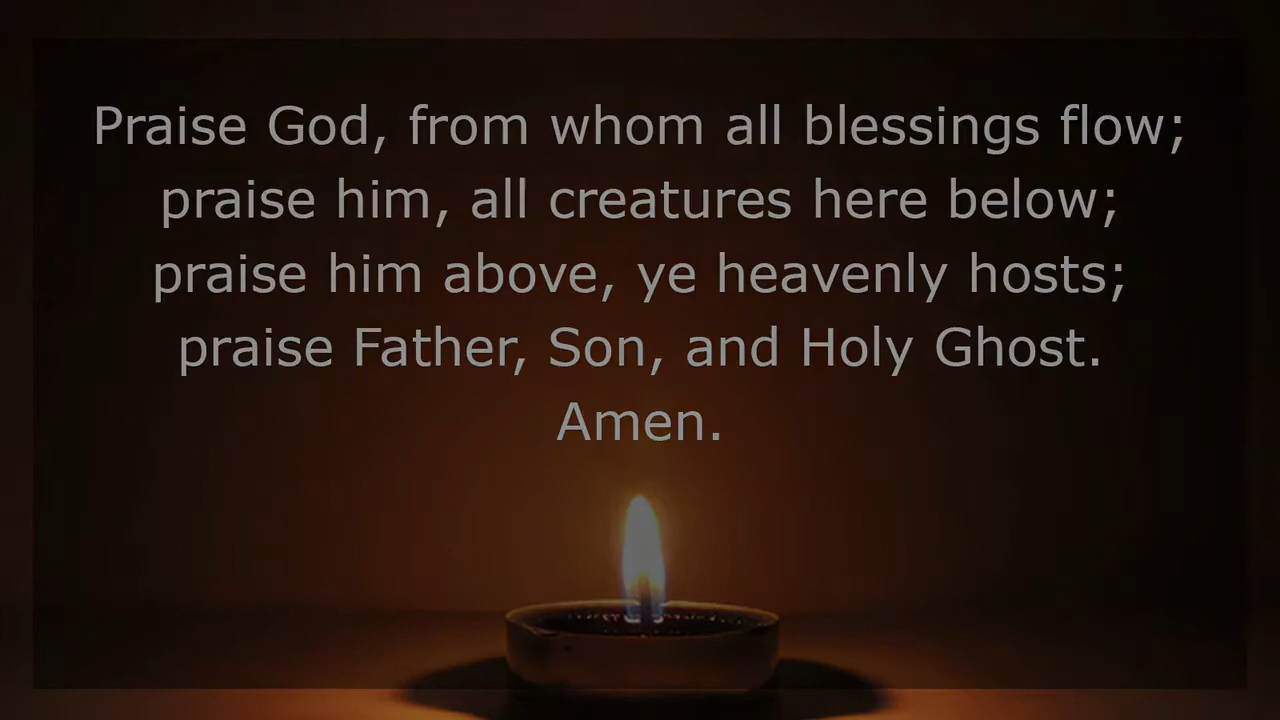 Praise God, from whom all blessings flow;
praise him, all creatures here below;
praise him above, ye heavenly hosts;
praise Father, Son, and Holy Ghost.
Amen.